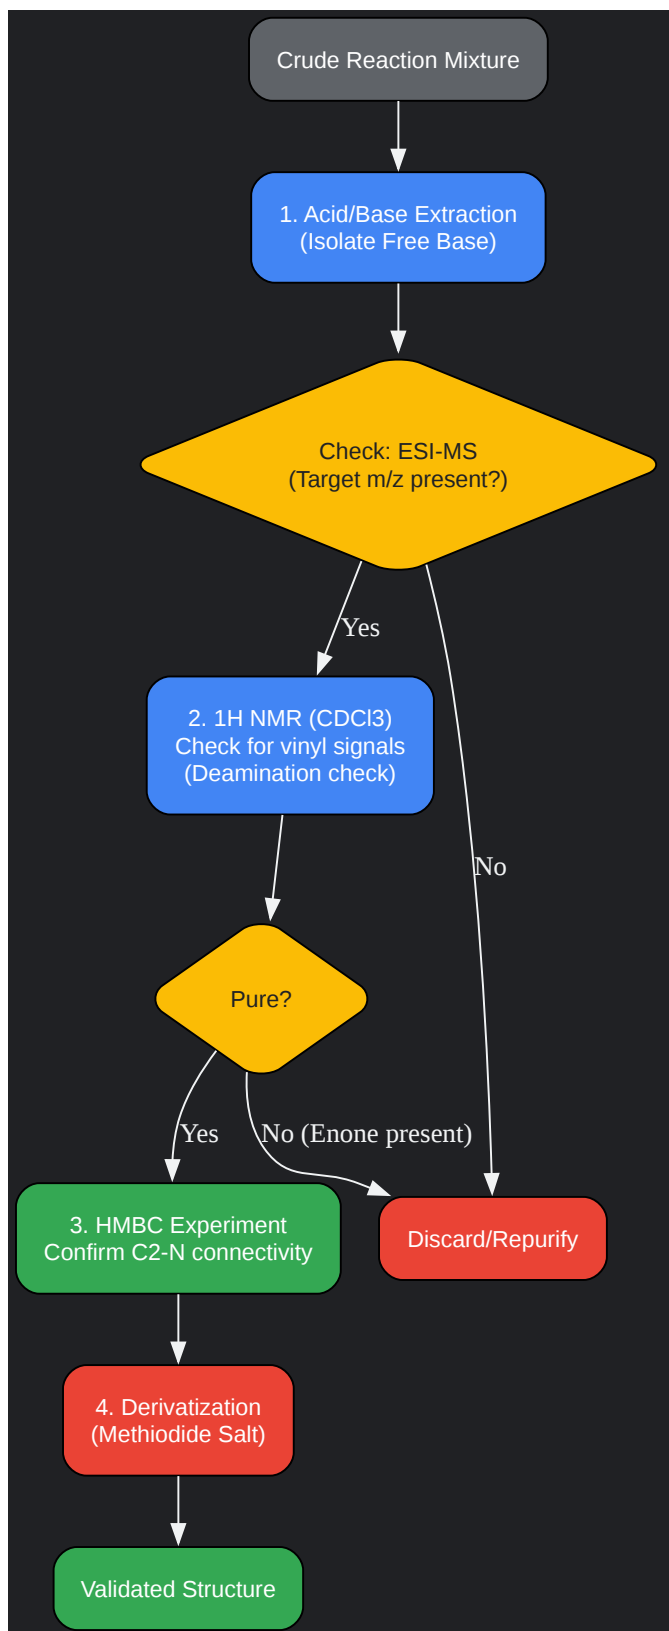 Crude Reaction Mixture
1. Acid/Base Extraction
(Isolate Free Base)
Check: ESI-MS
(Target m/z present?)
Yes
2. 1H NMR (CDCl3)
Check for vinyl signals
(Deamination check)
No
Pure?
Yes
No (Enone present)
3. HMBC Experiment
Confirm C2-N connectivity
Discard/Repurify
4. Derivatization
(Methiodide Salt)
Validated Structure